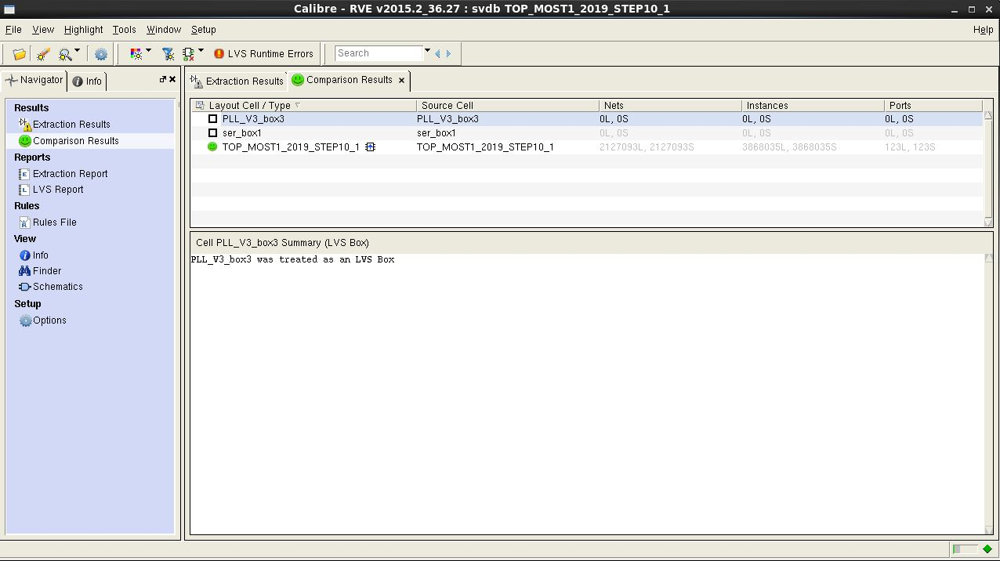 Calibre - RVE v2015.2_36.27 : svdb TOP_MOST1_2019_STEP10_1
File View Highlight Tools Window Setup Help
LVS Runtime Errors Search
Navigator Info
Results
Extraction Results
Comparison Results
Reports
Extraction Report
LVS Report
Rules
Rules File
View
Info
Finder
Schematics
Setup
Options
Extraction Results Comparison Results
Layout Cell / Type Source Cell Nets Instances Ports
PLL_V3_box3 PLL_V3_box3 0L, 0S 0L, 0S 0L, 0S
ser_box1 ser_box1 0L, 0S 0L, 0S 0L, 0S
TOP_MOST1_2019_STEP10_1 TOP_MOST1_2019_STEP10_1 2127093L, 2127093S 3868035L, 3868035S 123L, 123S
Cell PLL_V3_box3 Summary (LVS Box)
PLL_V3_box3 was treated as an LVS Box